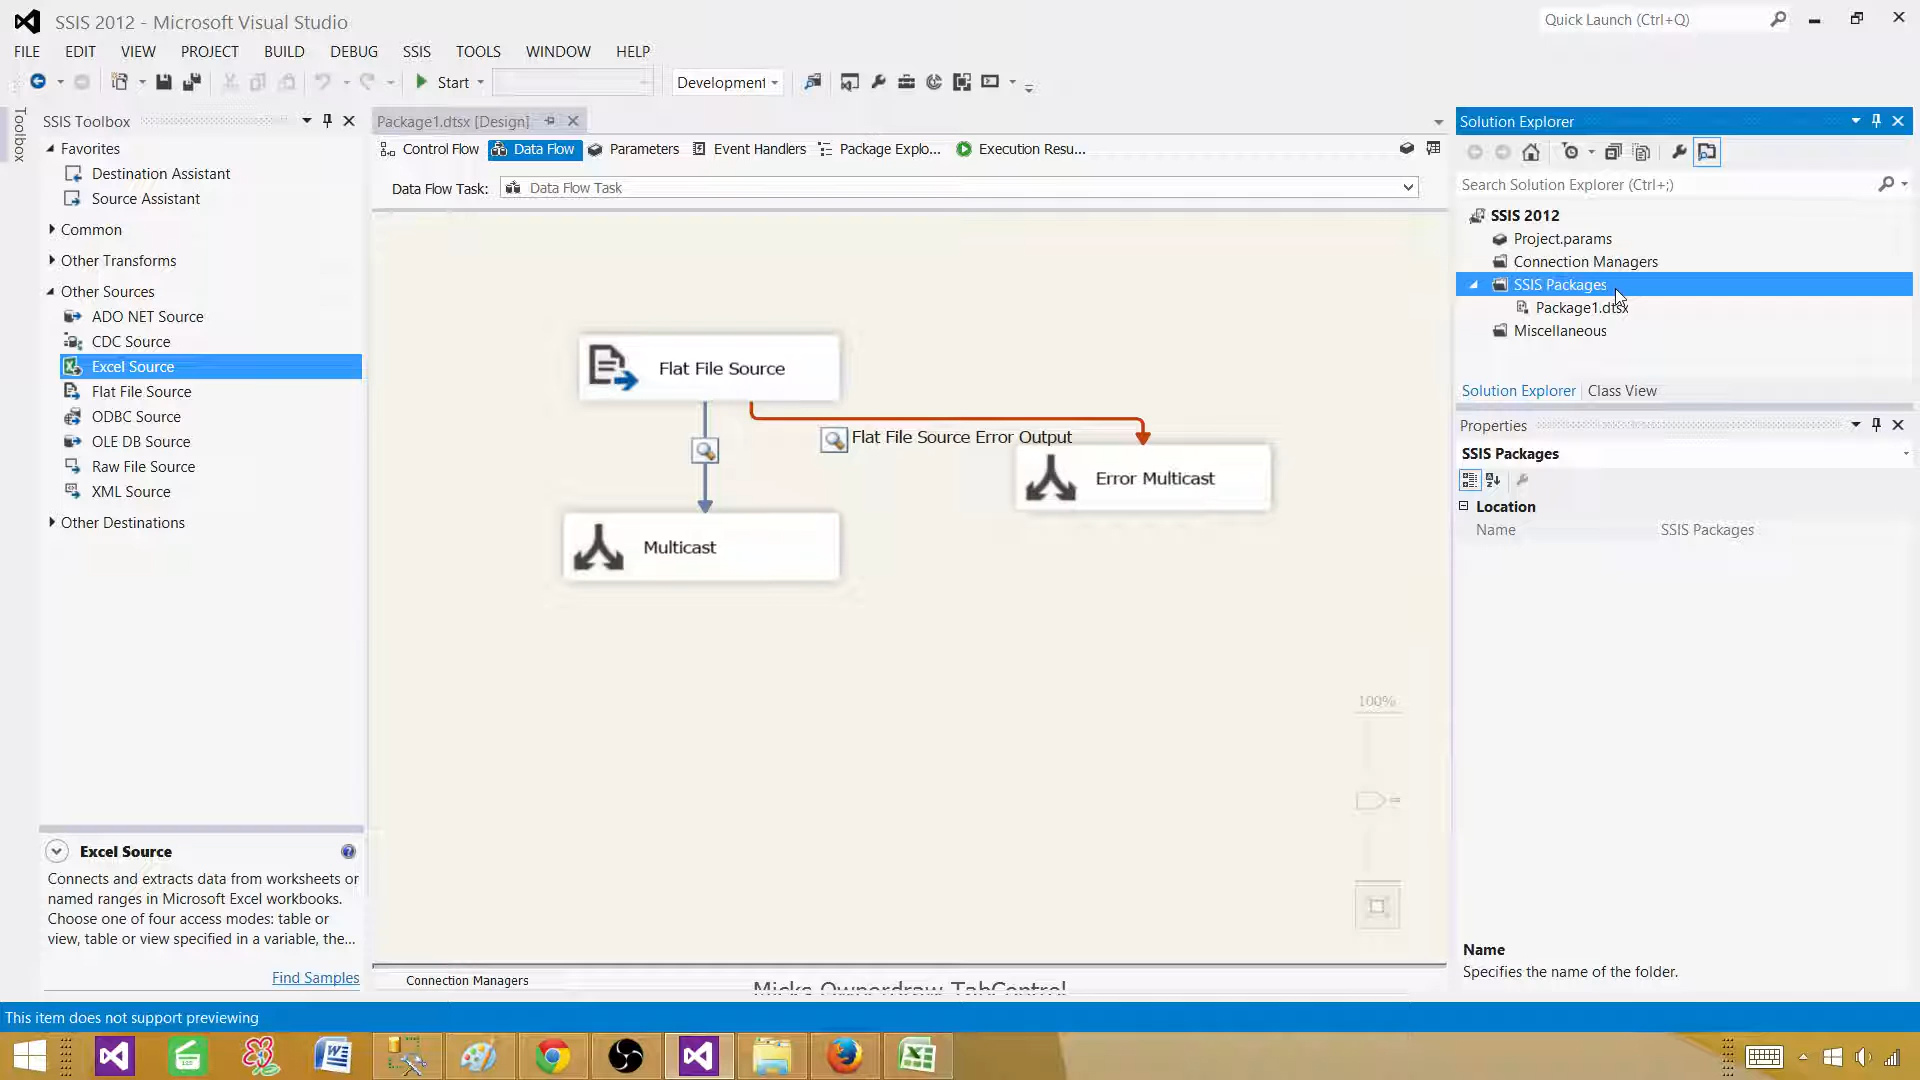 SSIS 2012 - Microsoft Visual Studio
Quick Launch (Ctrl+Q)
FILE EDIT VIEW PROJECT BUILD DEBUG SSIS TOOLS WINDOW HELP
Start
Development
Toolbox
SSIS Toolbox
Favorites
Destination Assistant
Source Assistant
Common
Other Transforms
Other Sources
ADO NET Source
CDC Source
Excel Source
Flat File Source
ODBC Source
OLE DB Source
Raw File Source
XML Source
Other Destinations
Excel Source
Connects and extracts data from worksheets or
named ranges in Microsoft Excel workbooks.
Choose one of four access modes: table or
view, table or view specified in a variable, the...
Find Samples
Package1.dtsx [Design]
Control Flow Data Flow Parameters Event Handlers Package Explo... Execution Resu...
Data Flow Task: Data Flow Task
Flat File Source
Flat File Source Error Output
Error Multicast
Multicast
100%
Connection Managers
Micks Ownerdraw TabControl
Solution Explorer
Search Solution Explorer (Ctrl+;)
SSIS 2012
Project.params
Connection Managers
SSIS Packages
Package1.dtsx
Miscellaneous
Solution Explorer Class View
Properties
SSIS Packages
Location
Name SSIS Packages
Name
Specifies the name of the folder.
This item does not support previewing